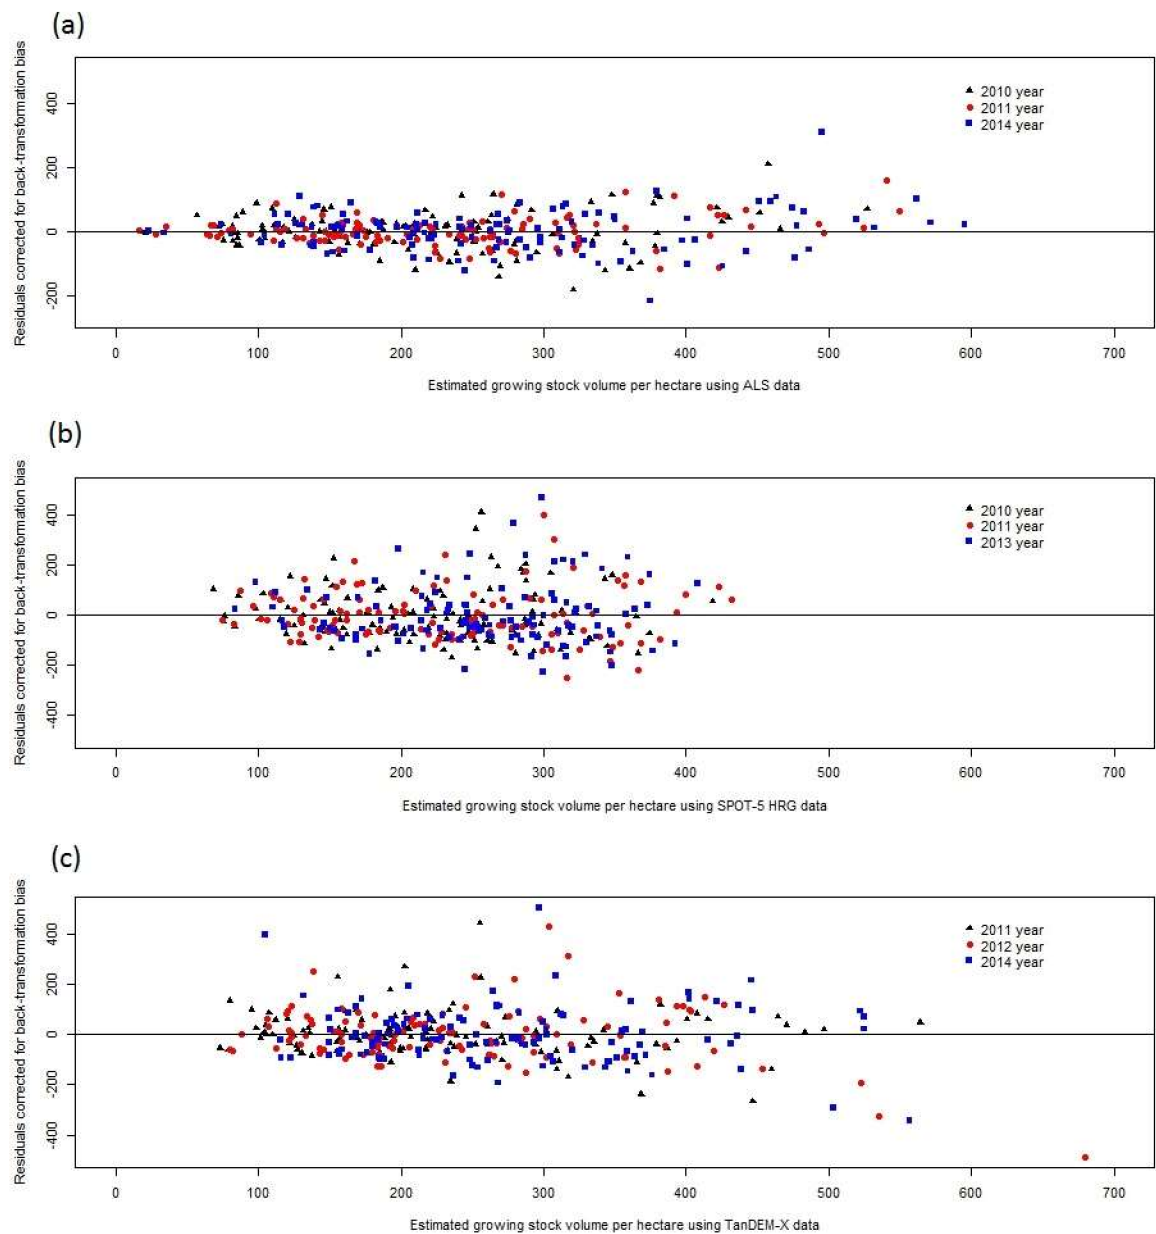 (a)
Residuals corrected for back-transformation bias
400
200
0
-200
2010 year
2011 year
2014 year
0 100 200 300 400 500 600 700
Estimated growing stock volume per hectare using ALS data
(b)
Residuals corrected for back-transformation bias
400
200
0
-200
-400
2010 year
2011 year
2013 year
0 100 200 300 400 500 600 700
Estimated growing stock volume per hectare using SPOT-5 HRG data
(c)
Residuals corrected for back-transformation bias
400
200
0
-200
-400
2011 year
2012 year
2014 year
0 100 200 300 400 500 600 700
Estimated growing stock volume per hectare using TanDEM-X data